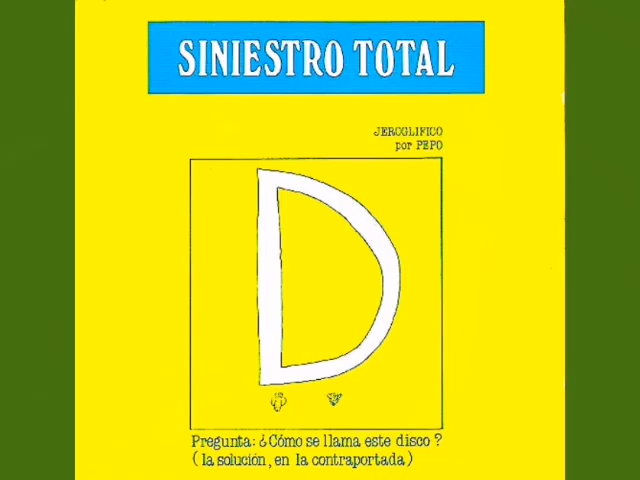 SINIESTRO TOTAL
JEROGLIFICO
por PEPO
D
Pregunta: ¿Cómo se llama este disco?
(la solución, en la contraportada)